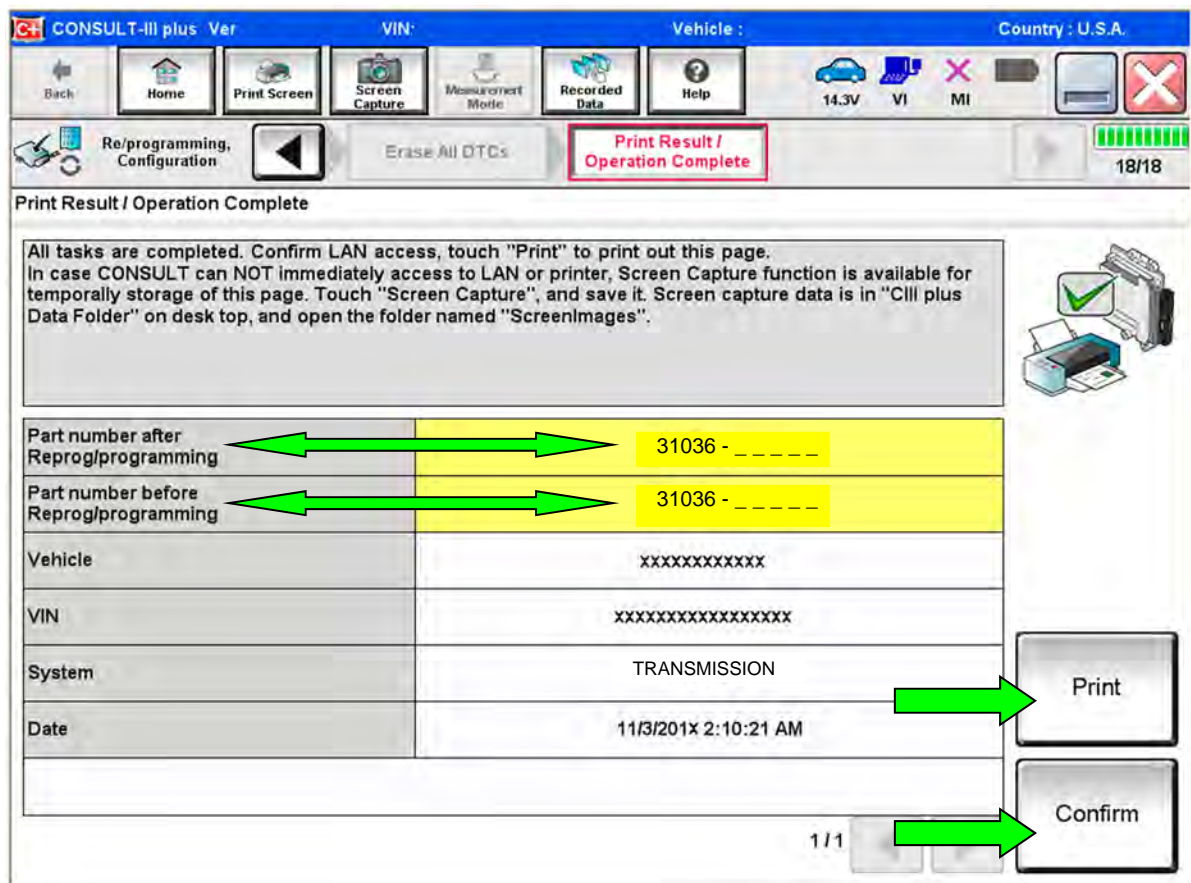 C+ CONSULT-III plus Ver VIN: Vehicle : Country : U.S.A.
Back
Home
Print Screen
Screen
Capture
Measurement
Mode
Recorded
Data
Help
14.3V VI MI
Re/programming,
Configuration
Erase All DTCs
Print Result /
Operation Complete
18/18
Print Result / Operation Complete
All tasks are completed. Confirm LAN access, touch "Print" to print out this page.
In case CONSULT can NOT immediately access to LAN or printer, Screen Capture function is available for
temporally storage of this page. Touch "Screen Capture", and save it. Screen capture data is in "CIII plus
Data Folder" on desk top, and open the folder named "ScreenImages".
Part number after
Reprog/programming
31036 - _ _ _ _ _
Part number before
Reprog/programming
31036 - _ _ _ _ _
Vehicle
xxxxxxxxxxxx
VIN
xxxxxxxxxxxxxxxxx
System
TRANSMISSION
Date
11/3/201X 2:10:21 AM
Print
Confirm
1/1